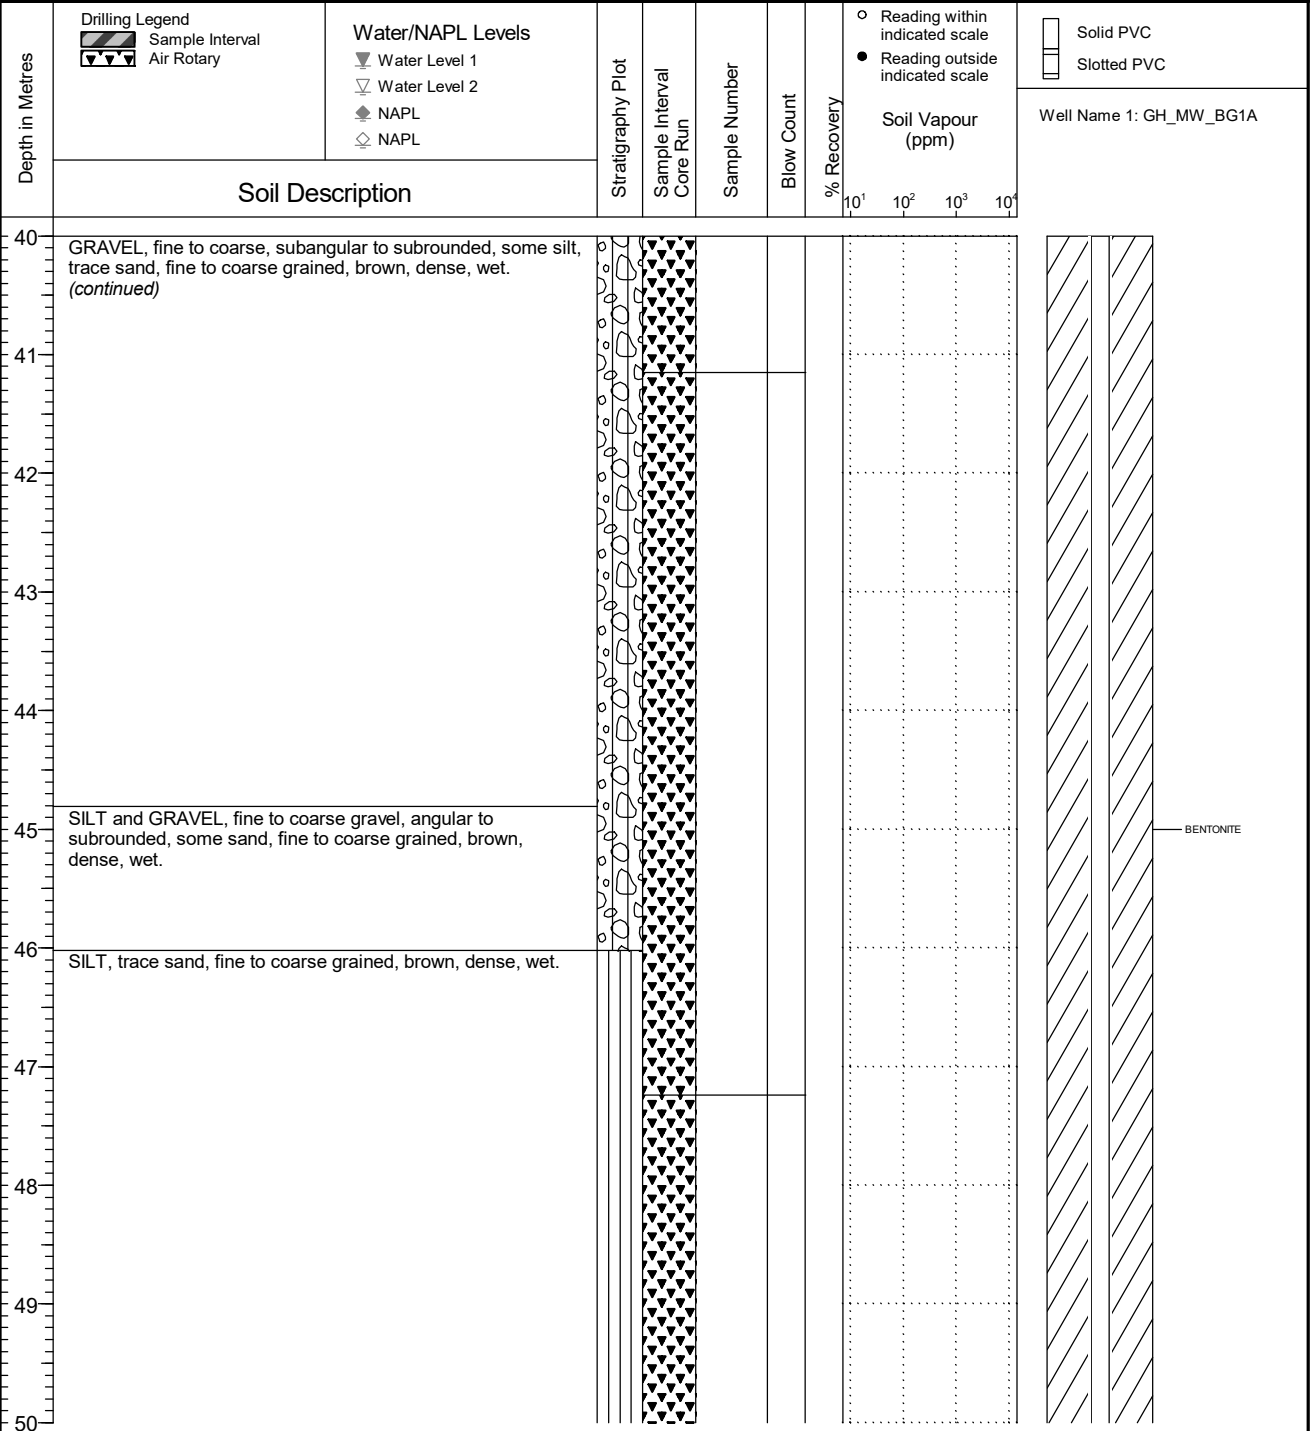 Depth in Metres
Drilling Legend
Sample Interval
Air Rotary
Water/NAPL Levels
Water Level 1
Water Level 2
NAPL
NAPL
Soil Description
Stratigraphy Plot
Sample Interval
Core Run
Sample Number
Blow Count
% Recovery
Reading within
indicated scale
Reading outside
indicated scale
Soil Vapour
(ppm)
10¹ 10² 10³ 10⁴
Solid PVC
Slotted PVC
Well Name 1: GH_MW_BG1A
40
GRAVEL, fine to coarse, subangular to subrounded, some silt,
trace sand, fine to coarse grained, brown, dense, wet.
(continued)
41
42
43
44
SILT and GRAVEL, fine to coarse gravel, angular to
subrounded, some sand, fine to coarse grained, brown,
dense, wet.
45
BENTONITE
46
SILT, trace sand, fine to coarse grained, brown, dense, wet.
47
48
49
50